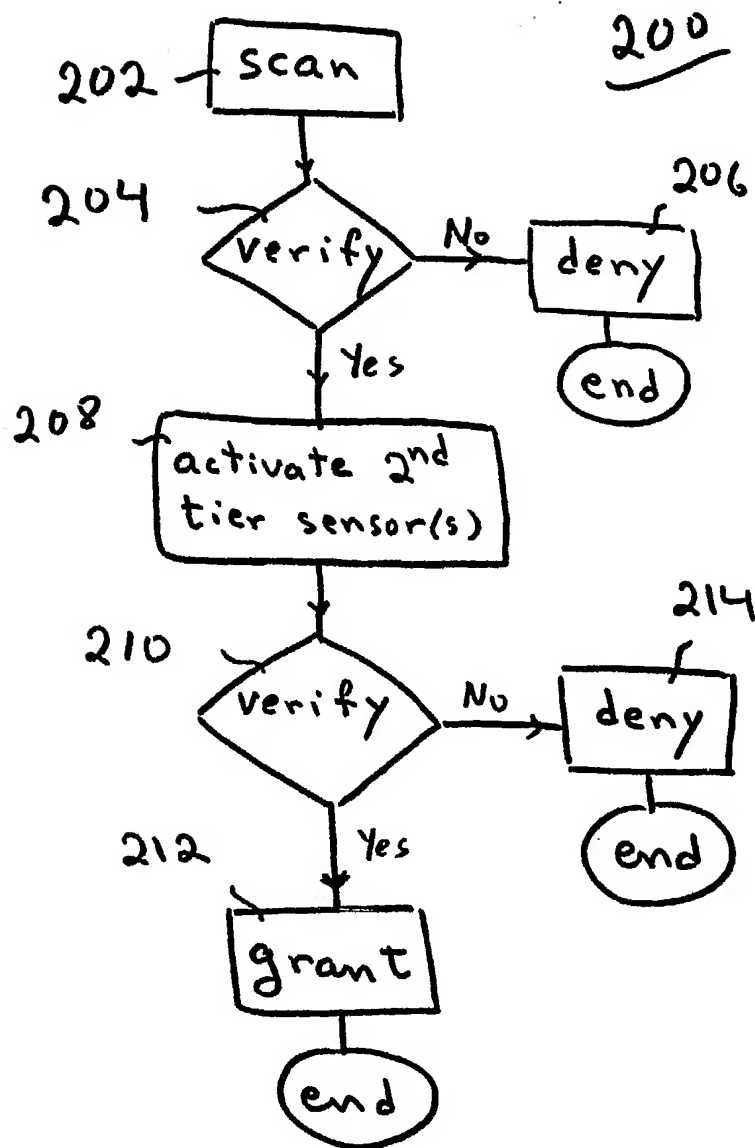 200
202
scan
204
verify
No
206
deny
end
Yes
208
activate 2nd
tier sensor(s)
210
verify
No
214
deny
end
Yes
212
grant
end